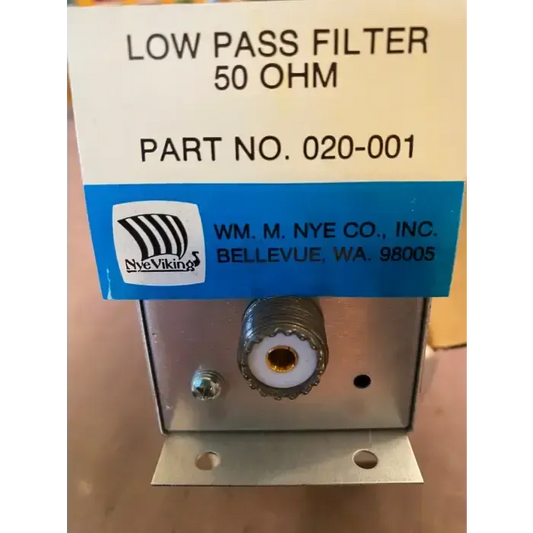 LOW PASS FILTER
50 OHM
PART NO. 020-001
Nye Viking
WM. M. NYE CO., INC.
BELLEVUE, WA. 98005